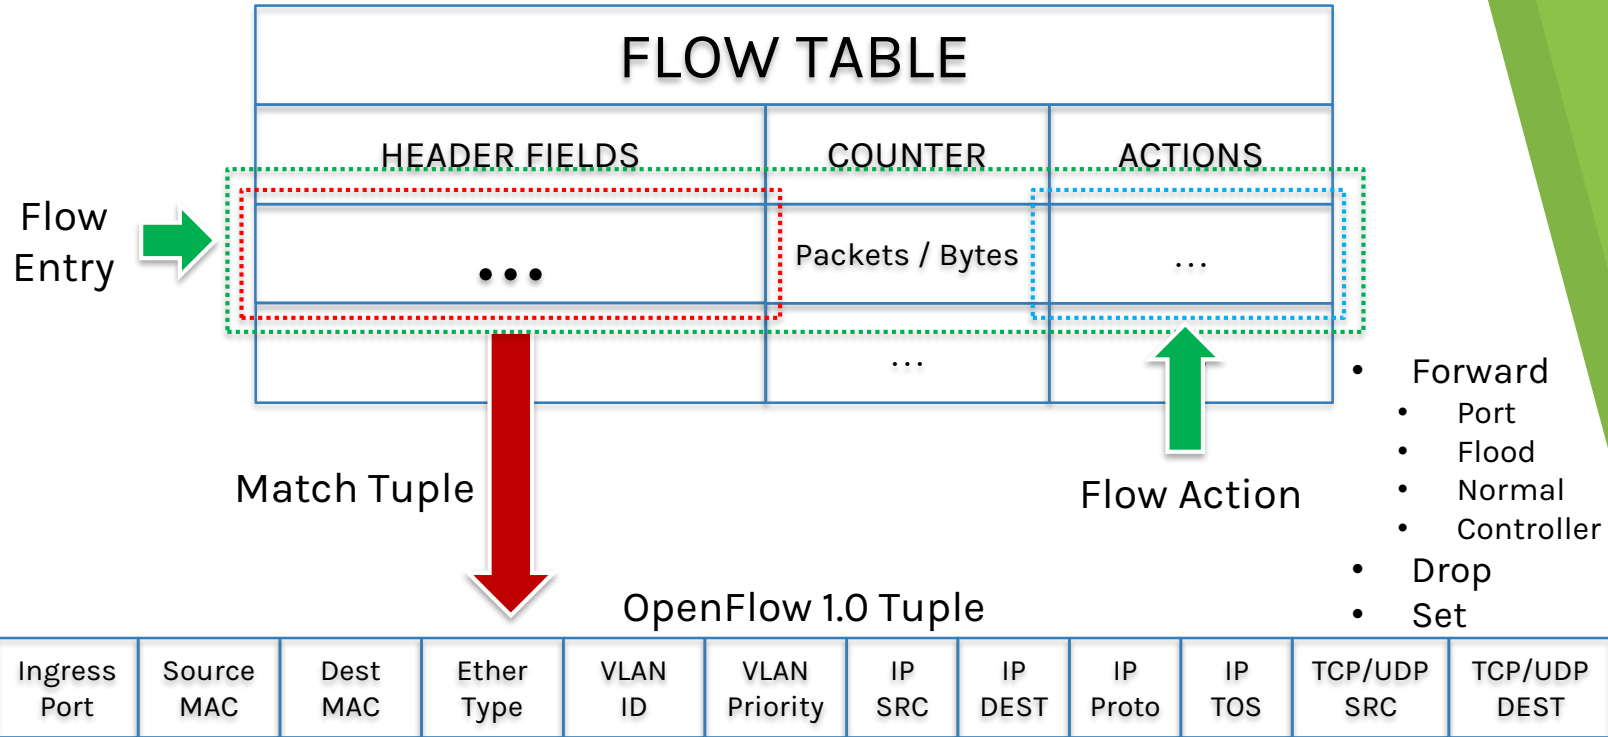 FLOW TABLE
HEADER FIELDS
COUNTER
ACTIONS
Flow
Entry
...
Packets / Bytes
...
...
Match Tuple
Flow Action
• Forward
• Port
• Flood
• Normal
• Controller
• Drop
• Set
OpenFlow 1.0 Tuple
Ingress
Port
Source
MAC
Dest
MAC
Ether
Type
VLAN
ID
VLAN
Priority
IP
SRC
IP
DEST
IP
Proto
IP
TOS
TCP/UDP
SRC
TCP/UDP
DEST